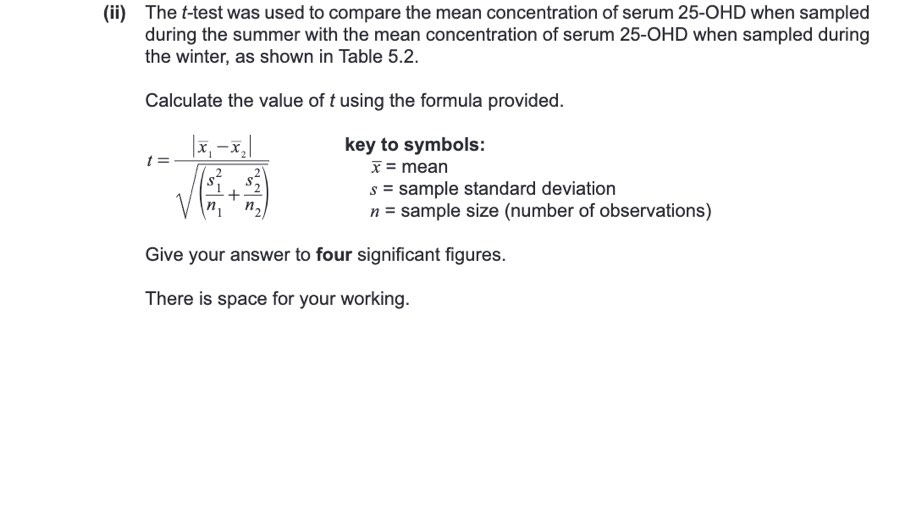 (ii) The t-test was used to compare the mean concentration of serum 25-OHD when sampled
during the summer with the mean concentration of serum 25-OHD when sampled during
the winter, as shown in Table 5.2.
Calculate the value of t using the formula provided.
t = |x̄₁ − x̄₂| / √(s₁²/n₁ + s₂²/n₂)
key to symbols:
x̄ = mean
s = sample standard deviation
n = sample size (number of observations)
Give your answer to four significant figures.
There is space for your working.